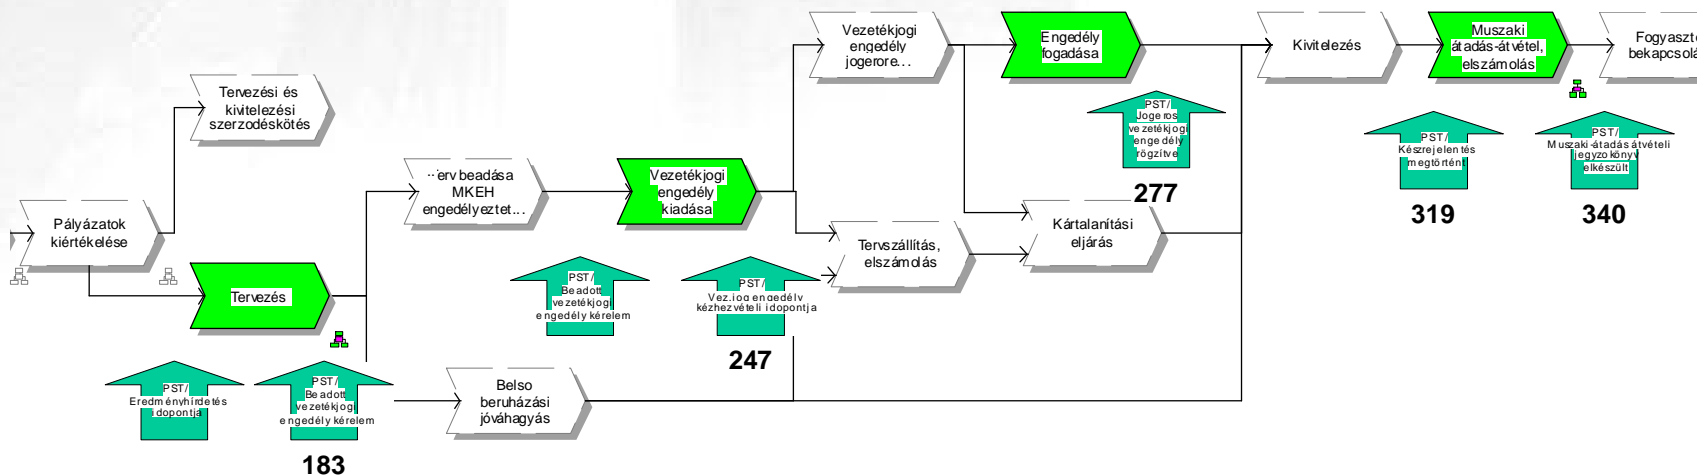 Vezetékjogi
engedély
jogerore...
Engedély
fogadása
Kivitelezés
Muszaki
átadás-átvétel,
elszámolás
Fogyaszt
bekapcsolá
Tervezési és
kivitelezési
szerzodéskötés
PST/
Jogeros
vezetékjogi
engedély
rögzítve
277
PST/
Készrejelentés
megtörtént
319
PST/
Muszaki-átadás átvételi
jegyzokönyv
elkészült
340
Pályázatok
kiértékelése
beadása
MKEH
engedélyeztet...
Vezetékjogi
engedély
kiadása
Tervszállítás,
elszámolás
Kártalanítási
eljárás
Tervezés
PST/
Beadott
vezetékjogi
engedély kérelem
PST/
Vez.jog engedély
kézhezvételi idopontja
247
PST/
Eredményhirdetés
idopontja
PST/
Beadott
vezetékjogi
engedély kérelem
183
Belso
beruházási
jóváhagyás